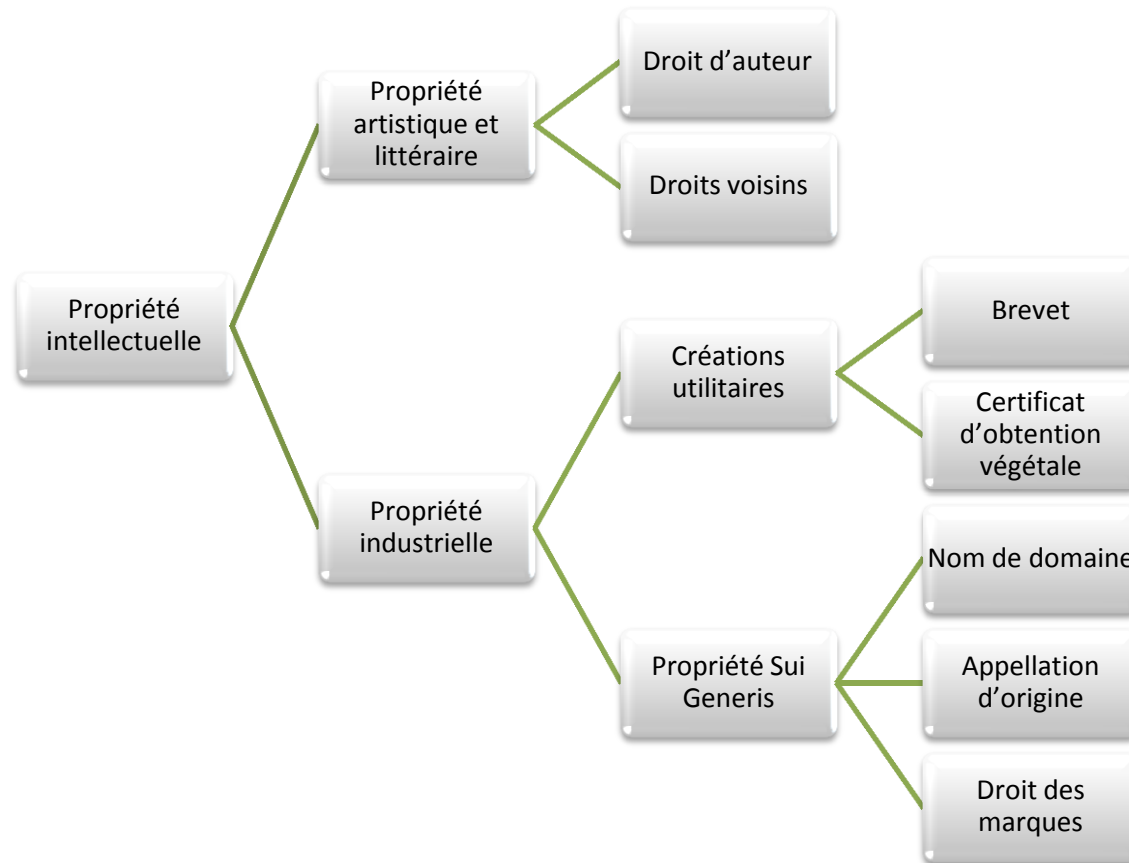 Propriété
intellectuelle
Propriété
artistique et
littéraire
Droit d’auteur
Droits voisins
Propriété
industrielle
Créations
utilitaires
Brevet
Certificat
d’obtention
végétale
Propriété Sui
Generis
Nom de domaine
Appellation
d’origine
Droit des
marques